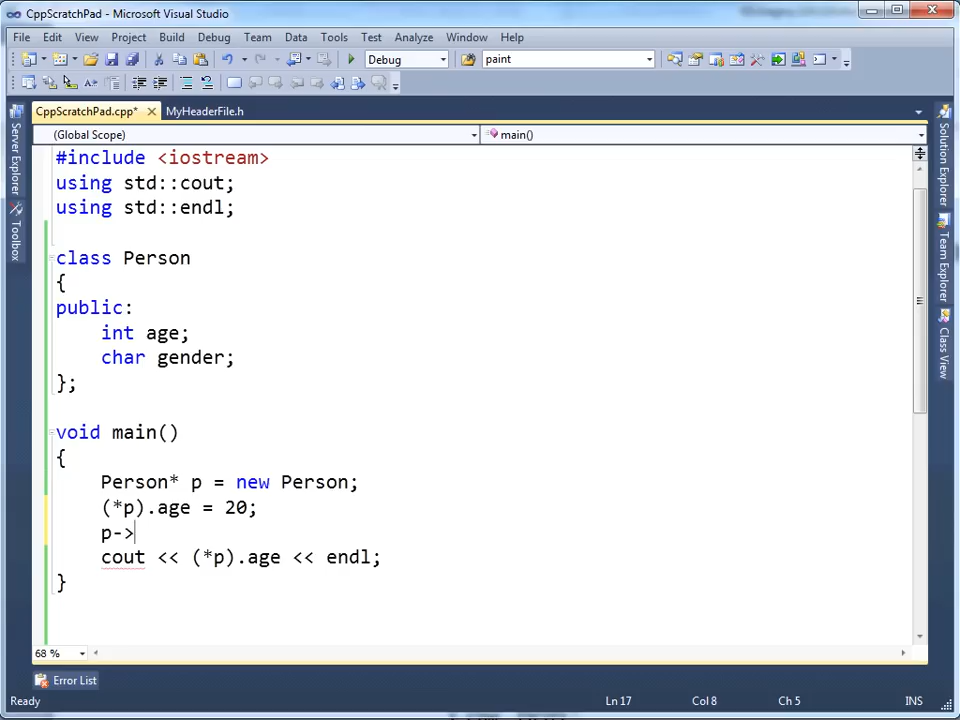 CppScratchPad - Microsoft Visual Studio
File Edit View Project Build Debug Team Data Tools Test Analyze Window Help
Debug paint
CppScratchPad.cpp* MyHeaderFile.h
(Global Scope) main()
#include <iostream>
using std::cout;
using std::endl;
class Person
{
public:
int age;
char gender;
};
void main()
{
Person* p = new Person;
(*p).age = 20;
p->
cout << (*p).age << endl;
}
68 %
Error List
Ready Ln 17 Col 8 Ch 5 INS
Server Explorer
Toolbox
Solution Explorer
Team Explorer
Class View